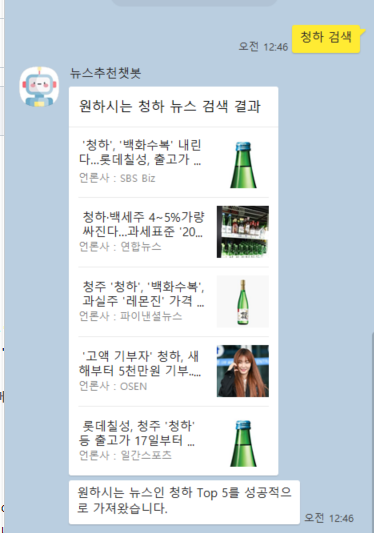 청하 검색
오전 12:46
뉴스추천챗봇
원하시는 청하 뉴스 검색 결과
'청하', '백화수복' 내린
다...롯데칠성, 출고가 ...
언론사 : SBS Biz
청하·백세주 4~5%가량
싸진다...과세표준 '20...
언론사 : 연합뉴스
청주 '청하', '백화수복',
과실주 '레몬진' 가격 ...
언론사 : 파이낸셜뉴스
'고액 기부자' 청하, 새
해부터 5천만원 기부....
언론사 : OSEN
롯데칠성, 청주 '청하'
등 출고가 17일부터 ...
언론사 : 일간스포츠
원하시는 뉴스인 청하 Top 5를 성공적으
로 가져왔습니다.
오전 12:46